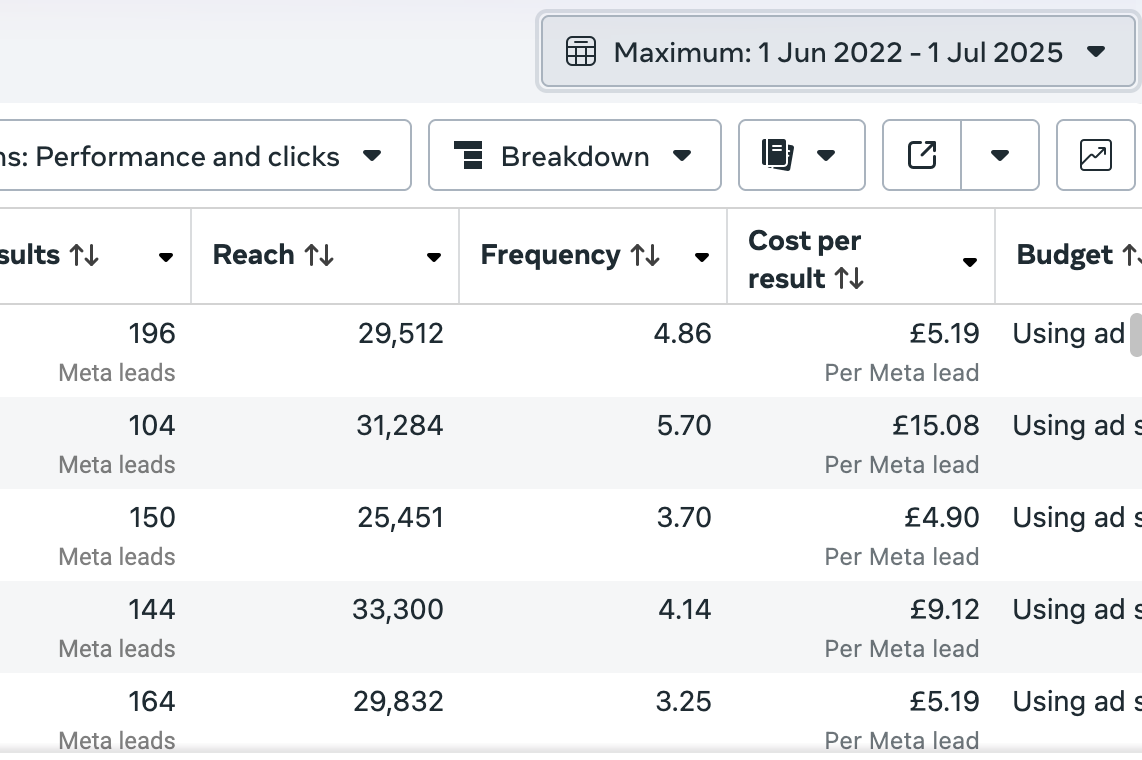 Maximum: 1 Jun 2022 - 1 Jul 2025
: Performance and clicks
Breakdown
Reach
Frequency
Cost per
result
Budget
196
29,512
4.86
£5.19
Using ad
Meta leads
Per Meta lead
104
31,284
5.70
£15.08
Using ad s
Meta leads
Per Meta lead
150
25,451
3.70
£4.90
Using ad s
Meta leads
Per Meta lead
144
33,300
4.14
£9.12
Using ad s
Meta leads
Per Meta lead
164
29,832
3.25
£5.19
Using ad s
Meta leads
Per Meta lead